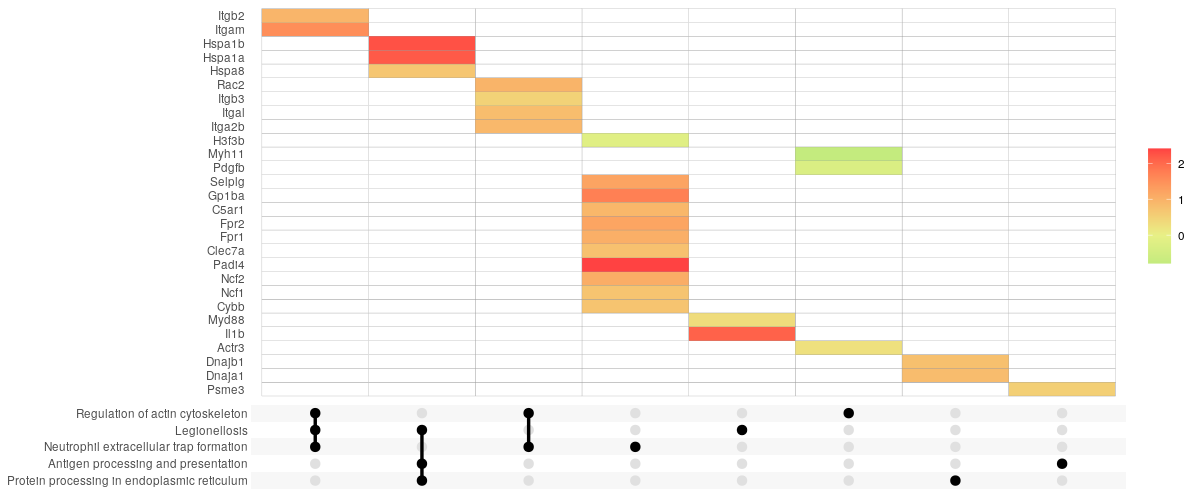 Itgb2
Itgam
Hspa1b
Hspa1a
Hspa8
Rac2
Itgb3
Itgal
Itga2b
H3f3b
Myh11
Pdgfb
Selplg
Gp1ba
C5ar1
Fpr2
Fpr1
Clec7a
Padi4
Ncf2
Ncf1
Cybb
Myd88
Il1b
Actr3
Dnajb1
Dnaja1
Psme3
2
1
0
Regulation of actin cytoskeleton
Legionellosis
Neutrophil extracellular trap formation
Antigen processing and presentation
Protein processing in endoplasmic reticulum